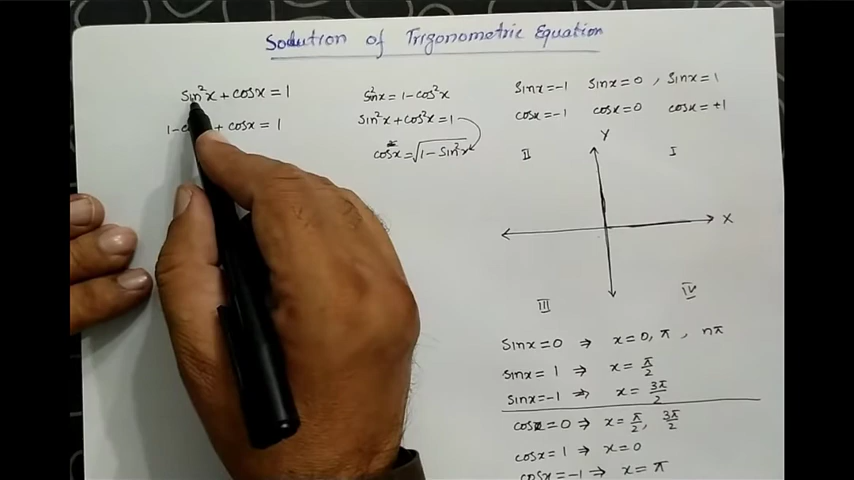 Solution of Trigonometric Equation
sin²x + cosx = 1
1 - co + cosx = 1
sin²x = 1 - cos²x
sin²x + cos²x = 1
cosx = √1 - sin²x
sinx = -1 sinx = 0 , sinx = 1
cosx = -1 cosx = 0 cosx = +1
Y
II I
X
III IV
sinx = 0 ⇒ x = 0, π , nπ
sinx = 1 ⇒ x = π/2
sinx = -1 ⇒ x = 3π/2
cosx = 0 ⇒ x = π/2, 3π/2
cosx = 1 ⇒ x = 0
cosx = -1 ⇒ x = π